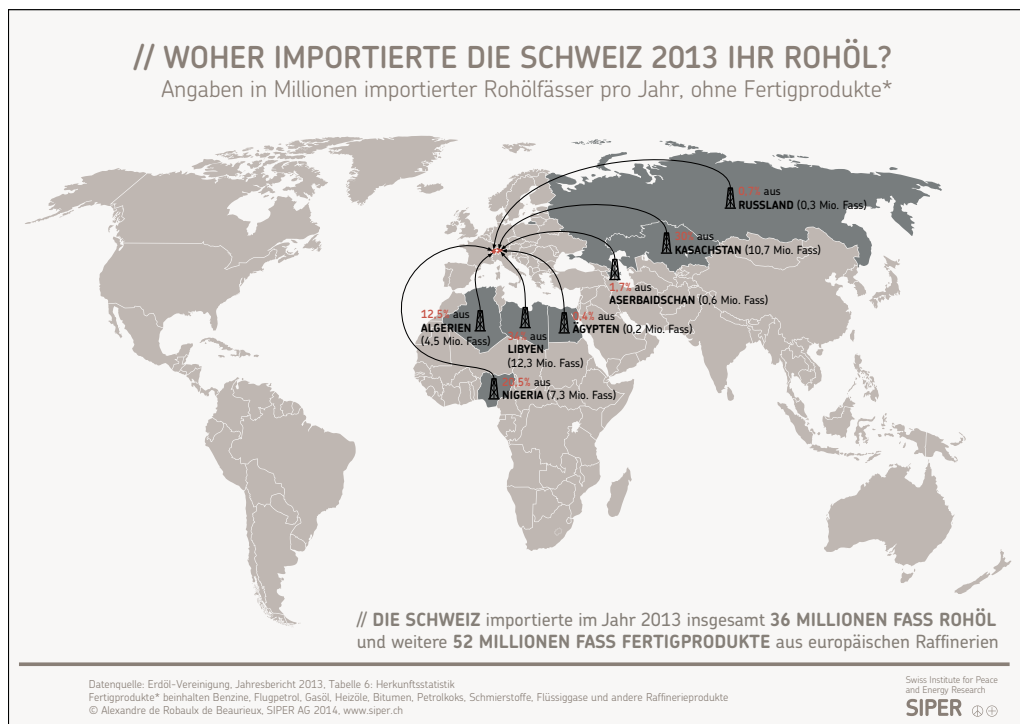 // WOHER IMPORTIERTE DIE SCHWEIZ 2013 IHR ROHÖL?
Angaben in Millionen importierter Rohölfässer pro Jahr, ohne Fertigprodukte*
aus
RUSSLAND (0,3 Mio. Fass)
aus
KASACHSTAN (10,7 Mio. Fass)
1,7% aus
ASERBAIDSCHAN (0,6 Mio. Fass)
12,5% aus
ALGERIEN
(4,5 Mio. Fass)
34% aus
LIBYEN
(12,3 Mio. Fass)
aus
ÄGYPTEN (0,2 Mio. Fass)
aus
NIGERIA (7,3 Mio. Fass)
// DIE SCHWEIZ importierte im Jahr 2013 insgesamt 36 MILLIONEN FASS ROHÖL
und weitere 52 MILLIONEN FASS FERTIGPRODUKTE aus europäischen Raffinerien
Datenquelle: Erdöl-Vereinigung, Jahresbericht 2013, Tabelle 6: Herkunftsstatistik
Fertigprodukte* beinhalten Benzine, Flugpetrol, Gasöl, Heizöle, Bitumen, Petrolkoks, Schmierstoffe, Flüssiggase und andere Raffinerieprodukte
© Alexandre de Robaulx de Beaurieux, SIPER AG 2014, www.siper.ch
Swiss Institute for Peace
and Energy Research
SIPER